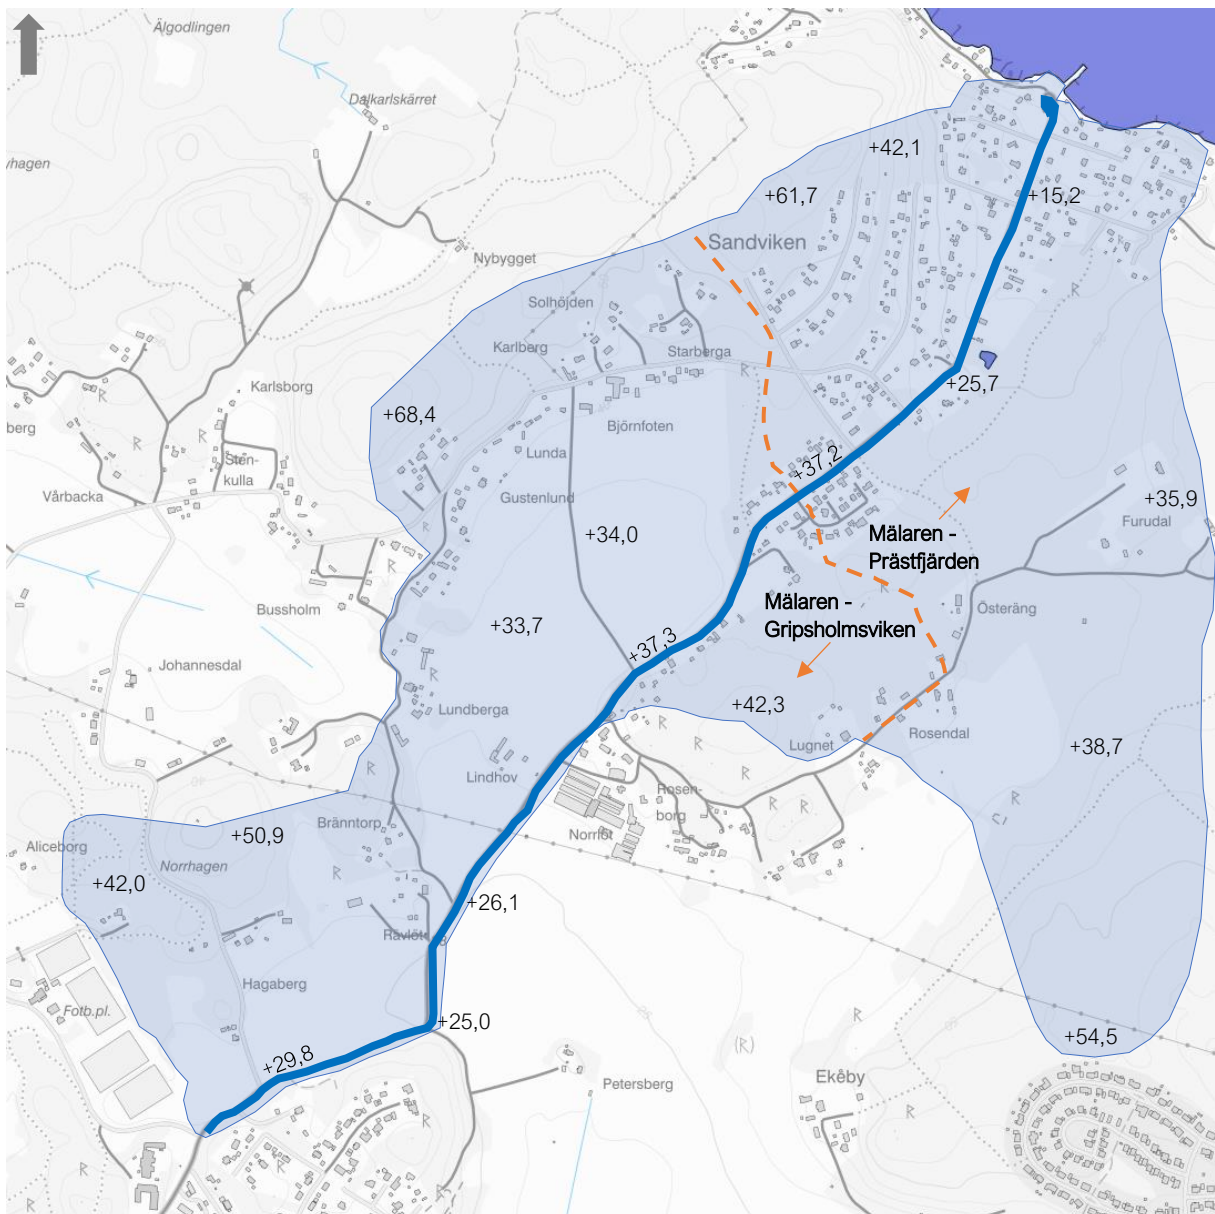 Älgodlingen
Dalkarlskärret
+42,1
+61,7
+15,2
Sandviken
Nybygget
Solhöjden
R
Karlberg
Starberga
R
+25,7
Karlsborg
R
+68,4
Björnfoten
berg
R
Lunda
Sten-
kulla
+37,2
Vårbacka
Gustenlund
+35,9
R
Furudal
+34,0
Mälaren -
Prästfjärden
Bussholm
Mälaren -
Gripsholmsviken
Österäng
+33,7
+37,3
Johannesdal
R
Lundberga
+42,3
R
Rosendal
Lugnet
+38,7
R
Lindhov
R
R
Rosen-
borg
R
R
Bränntorp
+50,9
Norrtot
Aliceborg
Norrhagen
R
+42,0
+26,1
Rävlöt
Hagaberg
Fotb.pl.
+25,0
+54,5
(R)
+29,8
Petersberg
Ekeby
R
R
R
R
R